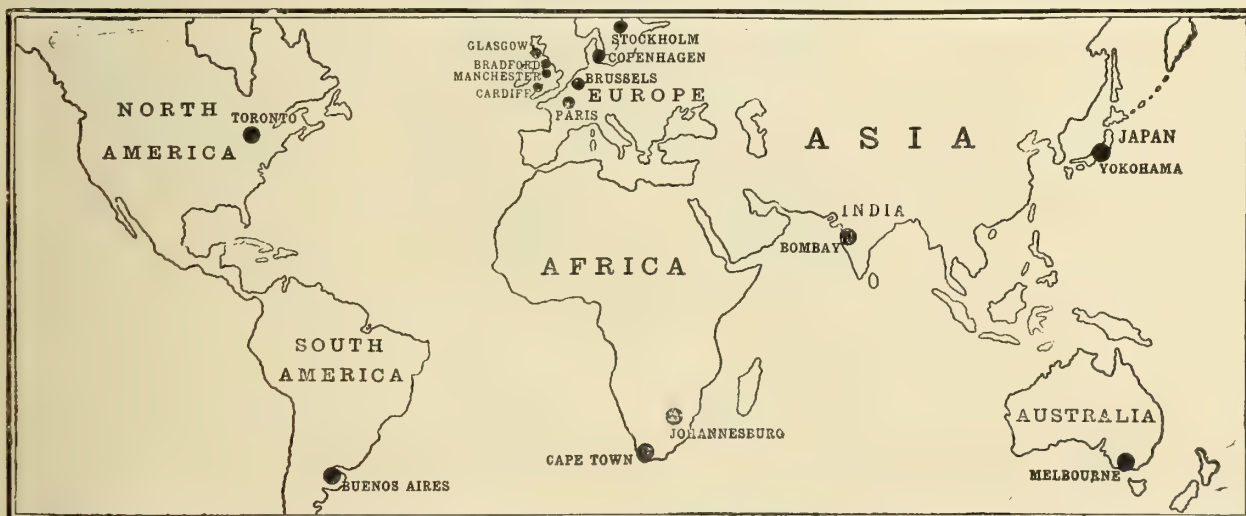 NORTH
AMERICA
TORONTO
SOUTH
AMERICA
BUENOS AIRES
GLASGOW
BRADFORD
MANCHESTER
CARDIFF
STOCKHOLM
COPENHAGEN
BRUSSELS
EUROPE
PARIS
AFRICA
JOHANNESBURG
CAPE TOWN
ASIA
INDIA
BOMBAY
JAPAN
YOKOHAMA
AUSTRALIA
MELBOURNE